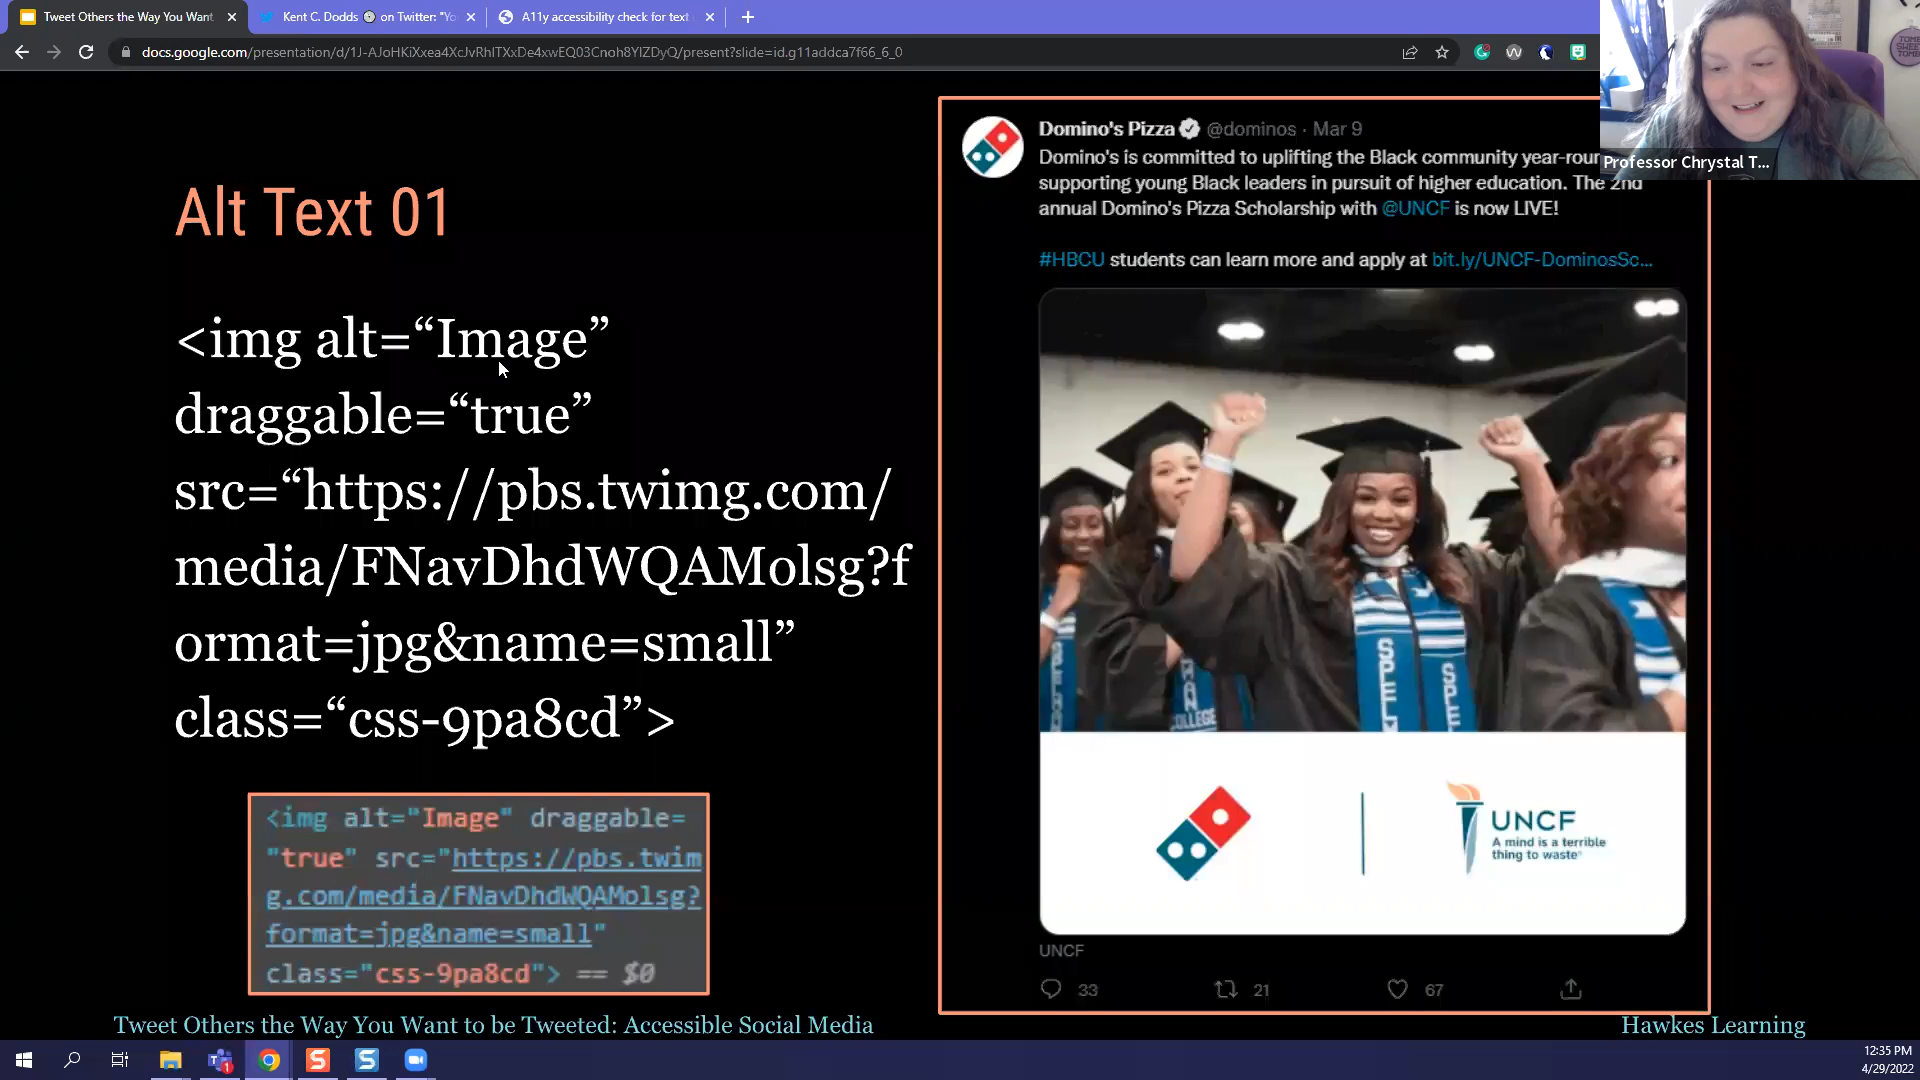 Tweet Others the Way You Want
Kent C. Dodds on Twitter: "Yo
A11y accessibility check for text
docs.google.com/presentation/d/1J-AJoHKiXxea4XcJvRhlTXxDe4xwEQ03Cnoh8YlZDyQ/present?slide=id.g11addca7f66_6_0
Professor Chrystal T...
Alt Text 01
<img alt=“Image”
draggable=“true”
src=“https://pbs.twimg.com/
media/FNavDhdWQAMolsg?f
ormat=jpg&name=small”
class=“css-9pa8cd”>
<img alt="Image" draggable=
"true" src="https://pbs.twim
g.com/media/FNavDhdWQAMolsg?
format=jpg&name=small"
class="css-9pa8cd"> == $0
Domino's Pizza @dominos · Mar 9
Domino's is committed to uplifting the Black community
supporting young Black leaders in pursuit of higher education. The 2nd
annual Domino's Pizza Scholarship with @UNCF is now LIVE!
#HBCU students can learn more and apply at bit.ly/UNCF-DominosSc...
SPEL
SPEL
COLLEGE
UNCF
A mind is a terrible
thing to waste
UNCF
33 21 67
Tweet Others the Way You Want to be Tweeted: Accessible Social Media
Hawkes Learning
12:35 PM
4/29/2022